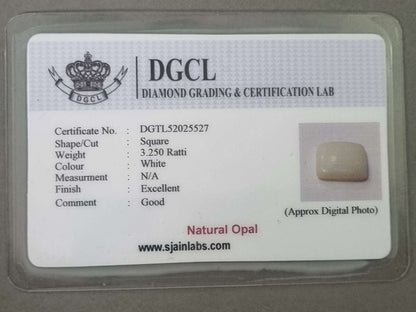 DGCL
DGCL
DIAMOND GRADING & CERTIFICATION LAB
Certificate No. : DGTL52025527
Shape/Cut : Square
Weight : 3.250 Ratti
Colour : White
Measurment : N/A
Finish : Excellent
Comment : Good
(Approx Digital Photo)
Natural Opal
www.sjainlabs.com